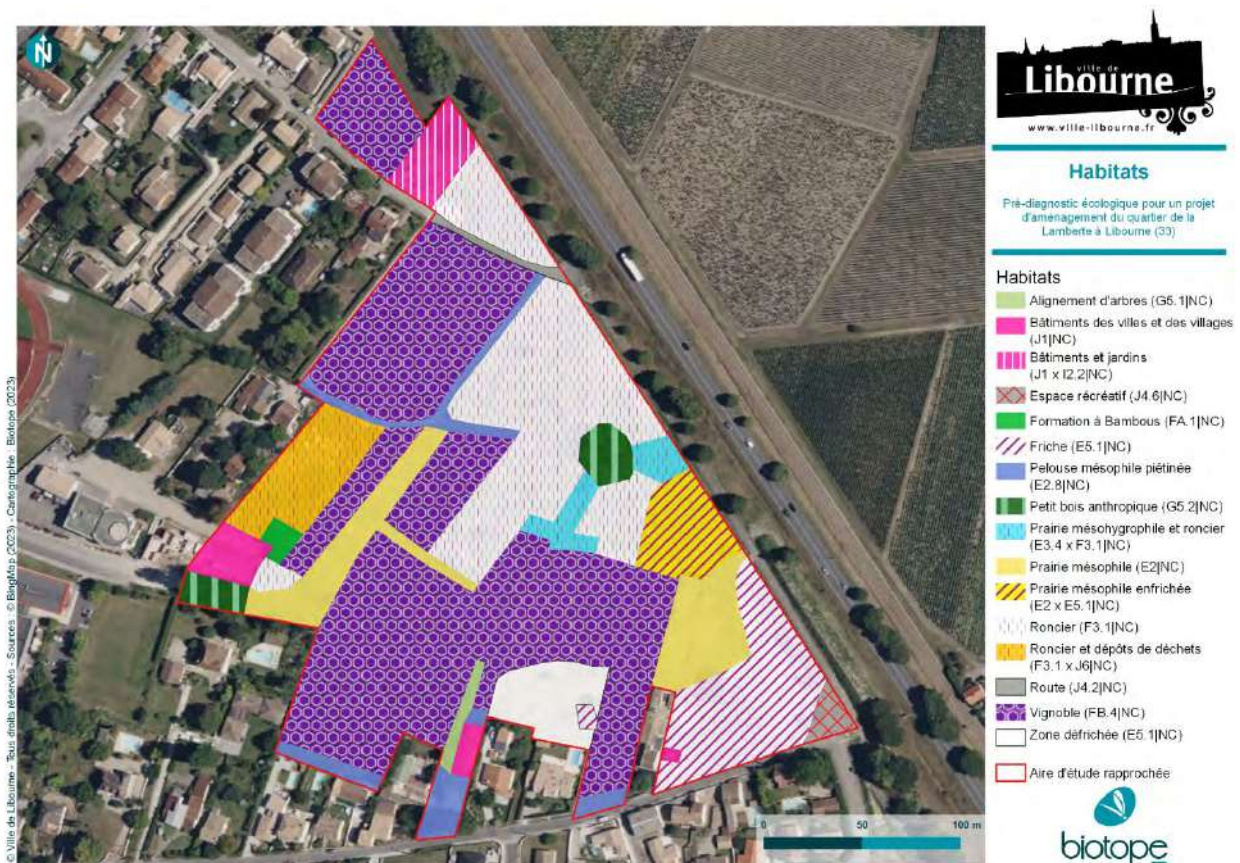 © Ville de Libourne - Tous droits réservés - Sources : © BingMap (2023) - Cartographie : Biotope (2023)
N
0 50 100 m
ville de
Libourne
www.ville-libourne.fr
Habitats
Pré-diagnostic écologique pour un projet
d'aménagement du quartier de la
Lamberte à Libourne (33)
Habitats
Alignement d'arbres (G5.1|NC)
Bâtiments des villes et des villages
(J1|NC)
Bâtiments et jardins
(J1 x I2.2|NC)
Espace récréatif (J4.6|NC)
Formation à Bambous (FA.1|NC)
Friche (E5.1|NC)
Pelouse mésophile piétinée
(E2.8|NC)
Petit bois anthropique (G5.2|NC)
Prairie mésohygrophile et roncier
(E3.4 x F3.1|NC)
Prairie mésophile (E2|NC)
Prairie mésophile enfrichée
(E2 x E5.1|NC)
Roncier (F3.1|NC)
Roncier et dépôts de déchets
(F3.1 x J6|NC)
Route (J4.2|NC)
Vignoble (FB.4|NC)
Zone défrichée (E5.1|NC)
Aire d'étude rapprochée
biotope